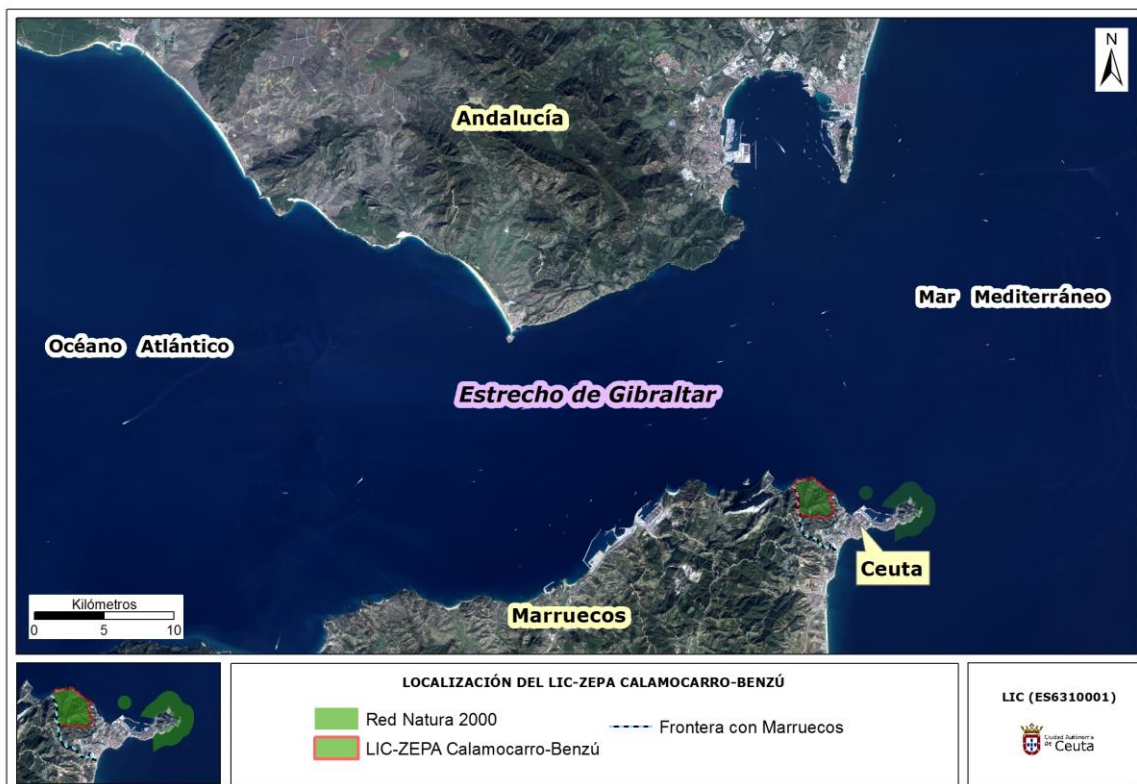 N
Andalucía
Mar Mediterráneo
Océano Atlántico
Estrecho de Gibraltar
Ceuta
Kilómetros
0 5 10
Marruecos
LOCALIZACIÓN DEL LIC-ZEPA CALAMOCARRO-BENZÚ
Red Natura 2000
Frontera con Marruecos
LIC-ZEPA Calamocarro-Benzú
LIC (ES6310001)
Ciudad Autónoma
de Ceuta